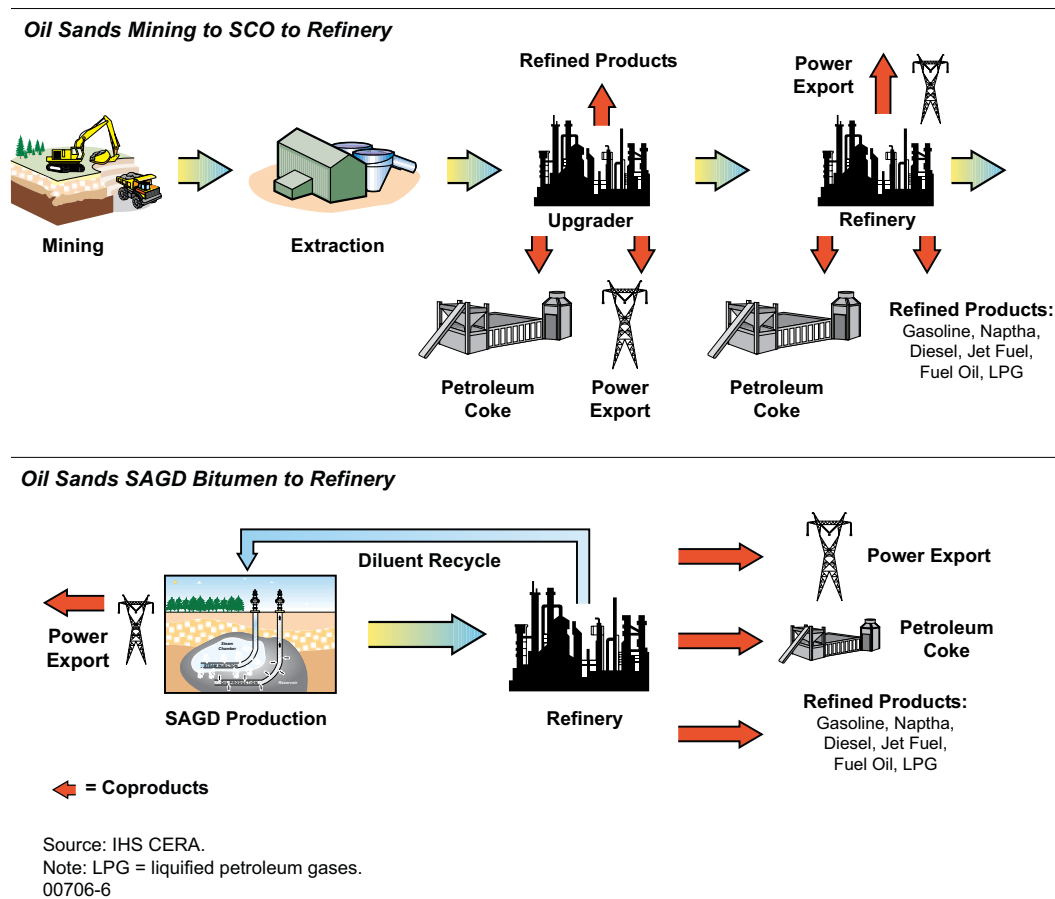 Oil Sands Mining to SCO to Refinery
Refined Products
Power
Export
Mining
Extraction
Upgrader
Refinery
Petroleum
Coke
Power
Export
Petroleum
Coke
Refined Products:
Gasoline, Naptha,
Diesel, Jet Fuel,
Fuel Oil, LPG
Oil Sands SAGD Bitumen to Refinery
Diluent Recycle
Power
Export
Steam
Chamber
Reservoir
SAGD Production
Refinery
Power Export
Petroleum
Coke
Refined Products:
Gasoline, Naptha,
Diesel, Jet Fuel,
Fuel Oil, LPG
= Coproducts
Source: IHS CERA.
Note: LPG = liquified petroleum gases.
00706-6